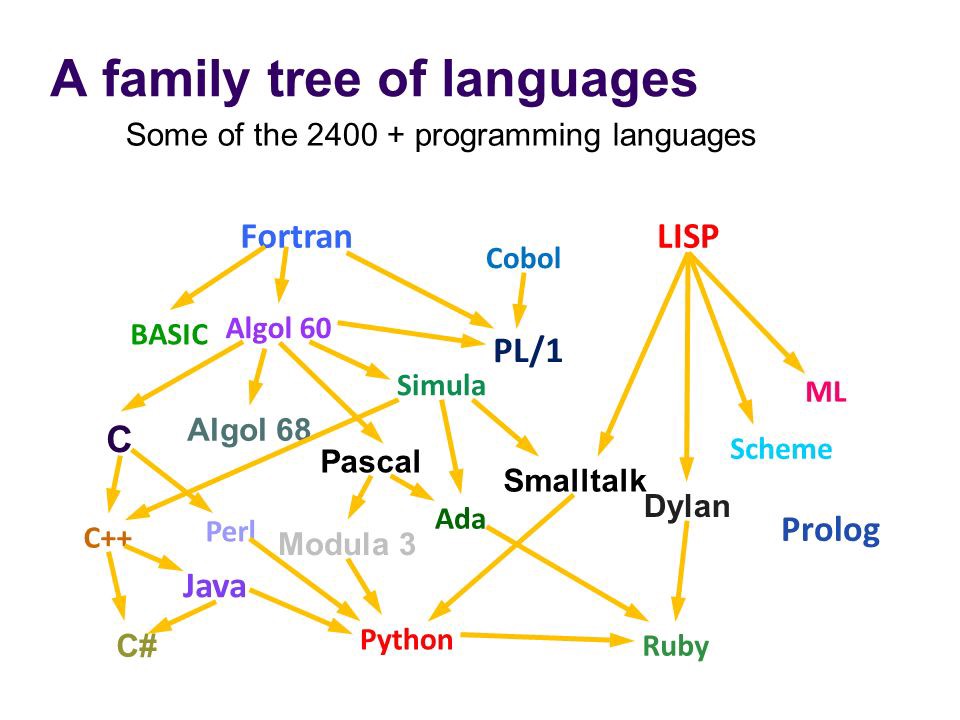 A family tree of languages
Some of the 2400 + programming languages
Fortran
LISP
Cobol
BASIC
Algol 60
PL/1
Simula
ML
C
Algol 68
Scheme
Pascal
Smalltalk
Dylan
Ada
Prolog
C++
Perl
Modula 3
Java
Python
C#
Ruby